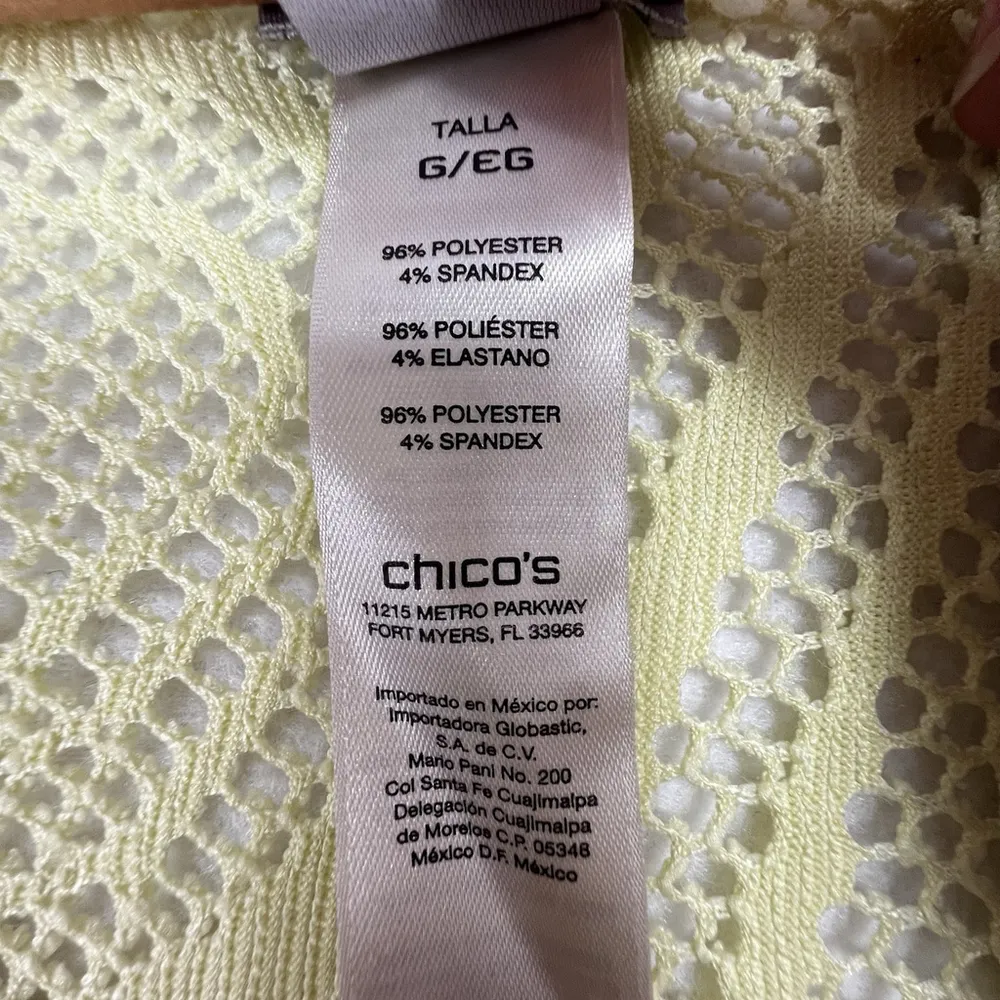 TALLA
G/EG
96% POLYESTER
4% SPANDEX
96% POLIÉSTER
4% ELASTANO
96% POLYESTER
4% SPANDEX
chico's
11215 METRO PARKWAY
FORT MYERS, FL 33966
Importado en México por:
Importadora Globastic,
S.A. de C.V.
Mario Pani No. 200
Col Santa Fe Cuajimalpa
Delegación Cuajimalpa
de Morelos C.P. 05348
México D.F. México